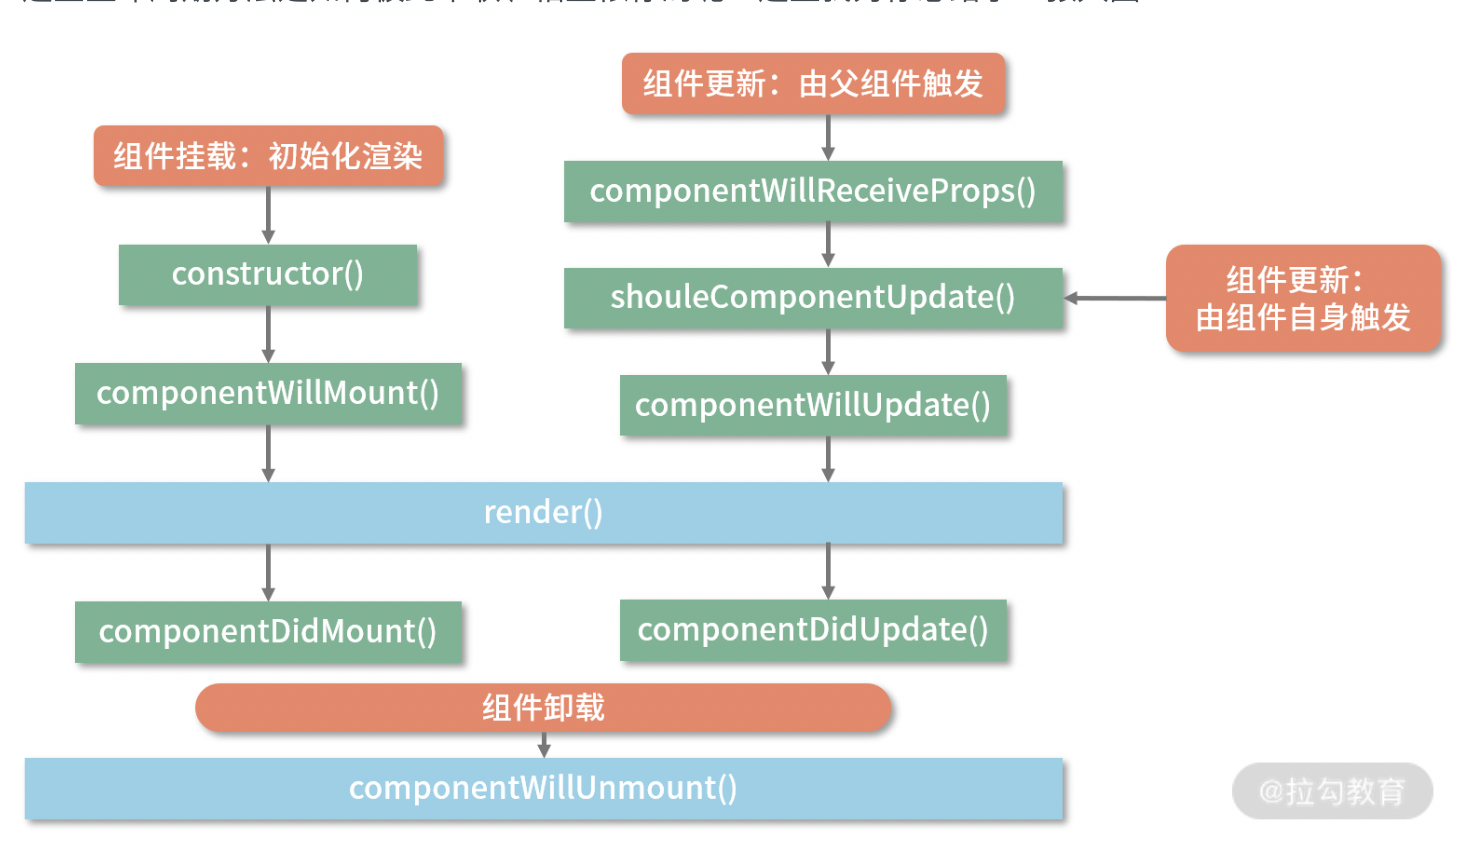 组件更新：由父组件触发
组件挂载：初始化渲染
componentWillReceiveProps()
constructor()
shouleComponentUpdate()
组件更新：
由组件自身触发
componentWillMount()
componentWillUpdate()
render()
componentDidMount()
componentDidUpdate()
组件卸载
componentWillUnmount()
@拉勾教育